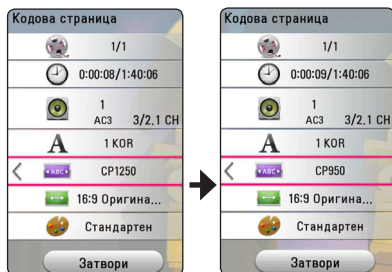 Кодова страница
1/1
0:00:08/1:40:06
1
AC3 3/2.1 CH
A 1 KOR
ABC CP1250
16:9 Оригина...
Стандартен
Затвори
Кодова страница
1/1
0:00:09/1:40:06
1
AC3 3/2.1 CH
A 1 KOR
ABC CP950
16:9 Оригина...
Стандартен
Затвори